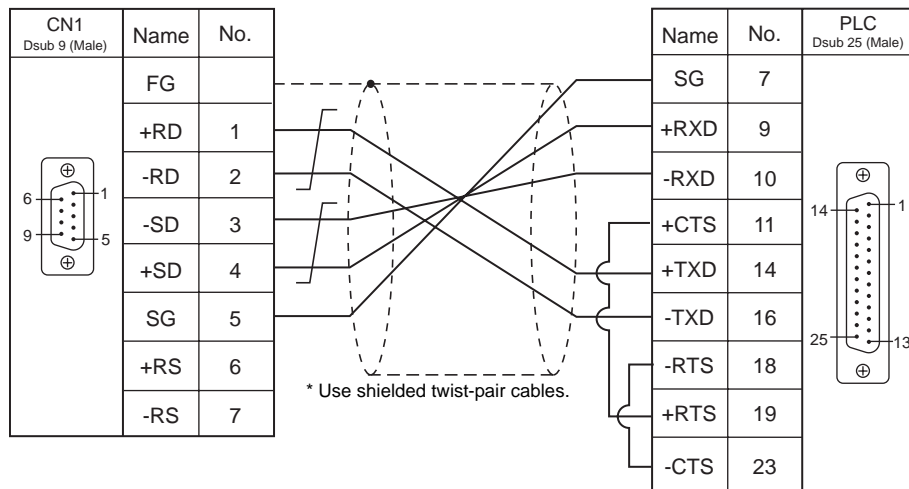 CN1
Dsub 9 (Male)
Name No.
FG
+RD 1
-RD 2
-SD 3
+SD 4
SG 5
+RS 6
-RS 7
6 1
9 5
* Use shielded twist-pair cables.
Name No.
PLC
Dsub 25 (Male)
SG 7
+RXD 9
-RXD 10
+CTS 11
+TXD 14
-TXD 16
-RTS 18
+RTS 19
-CTS 23
14 1
25 13